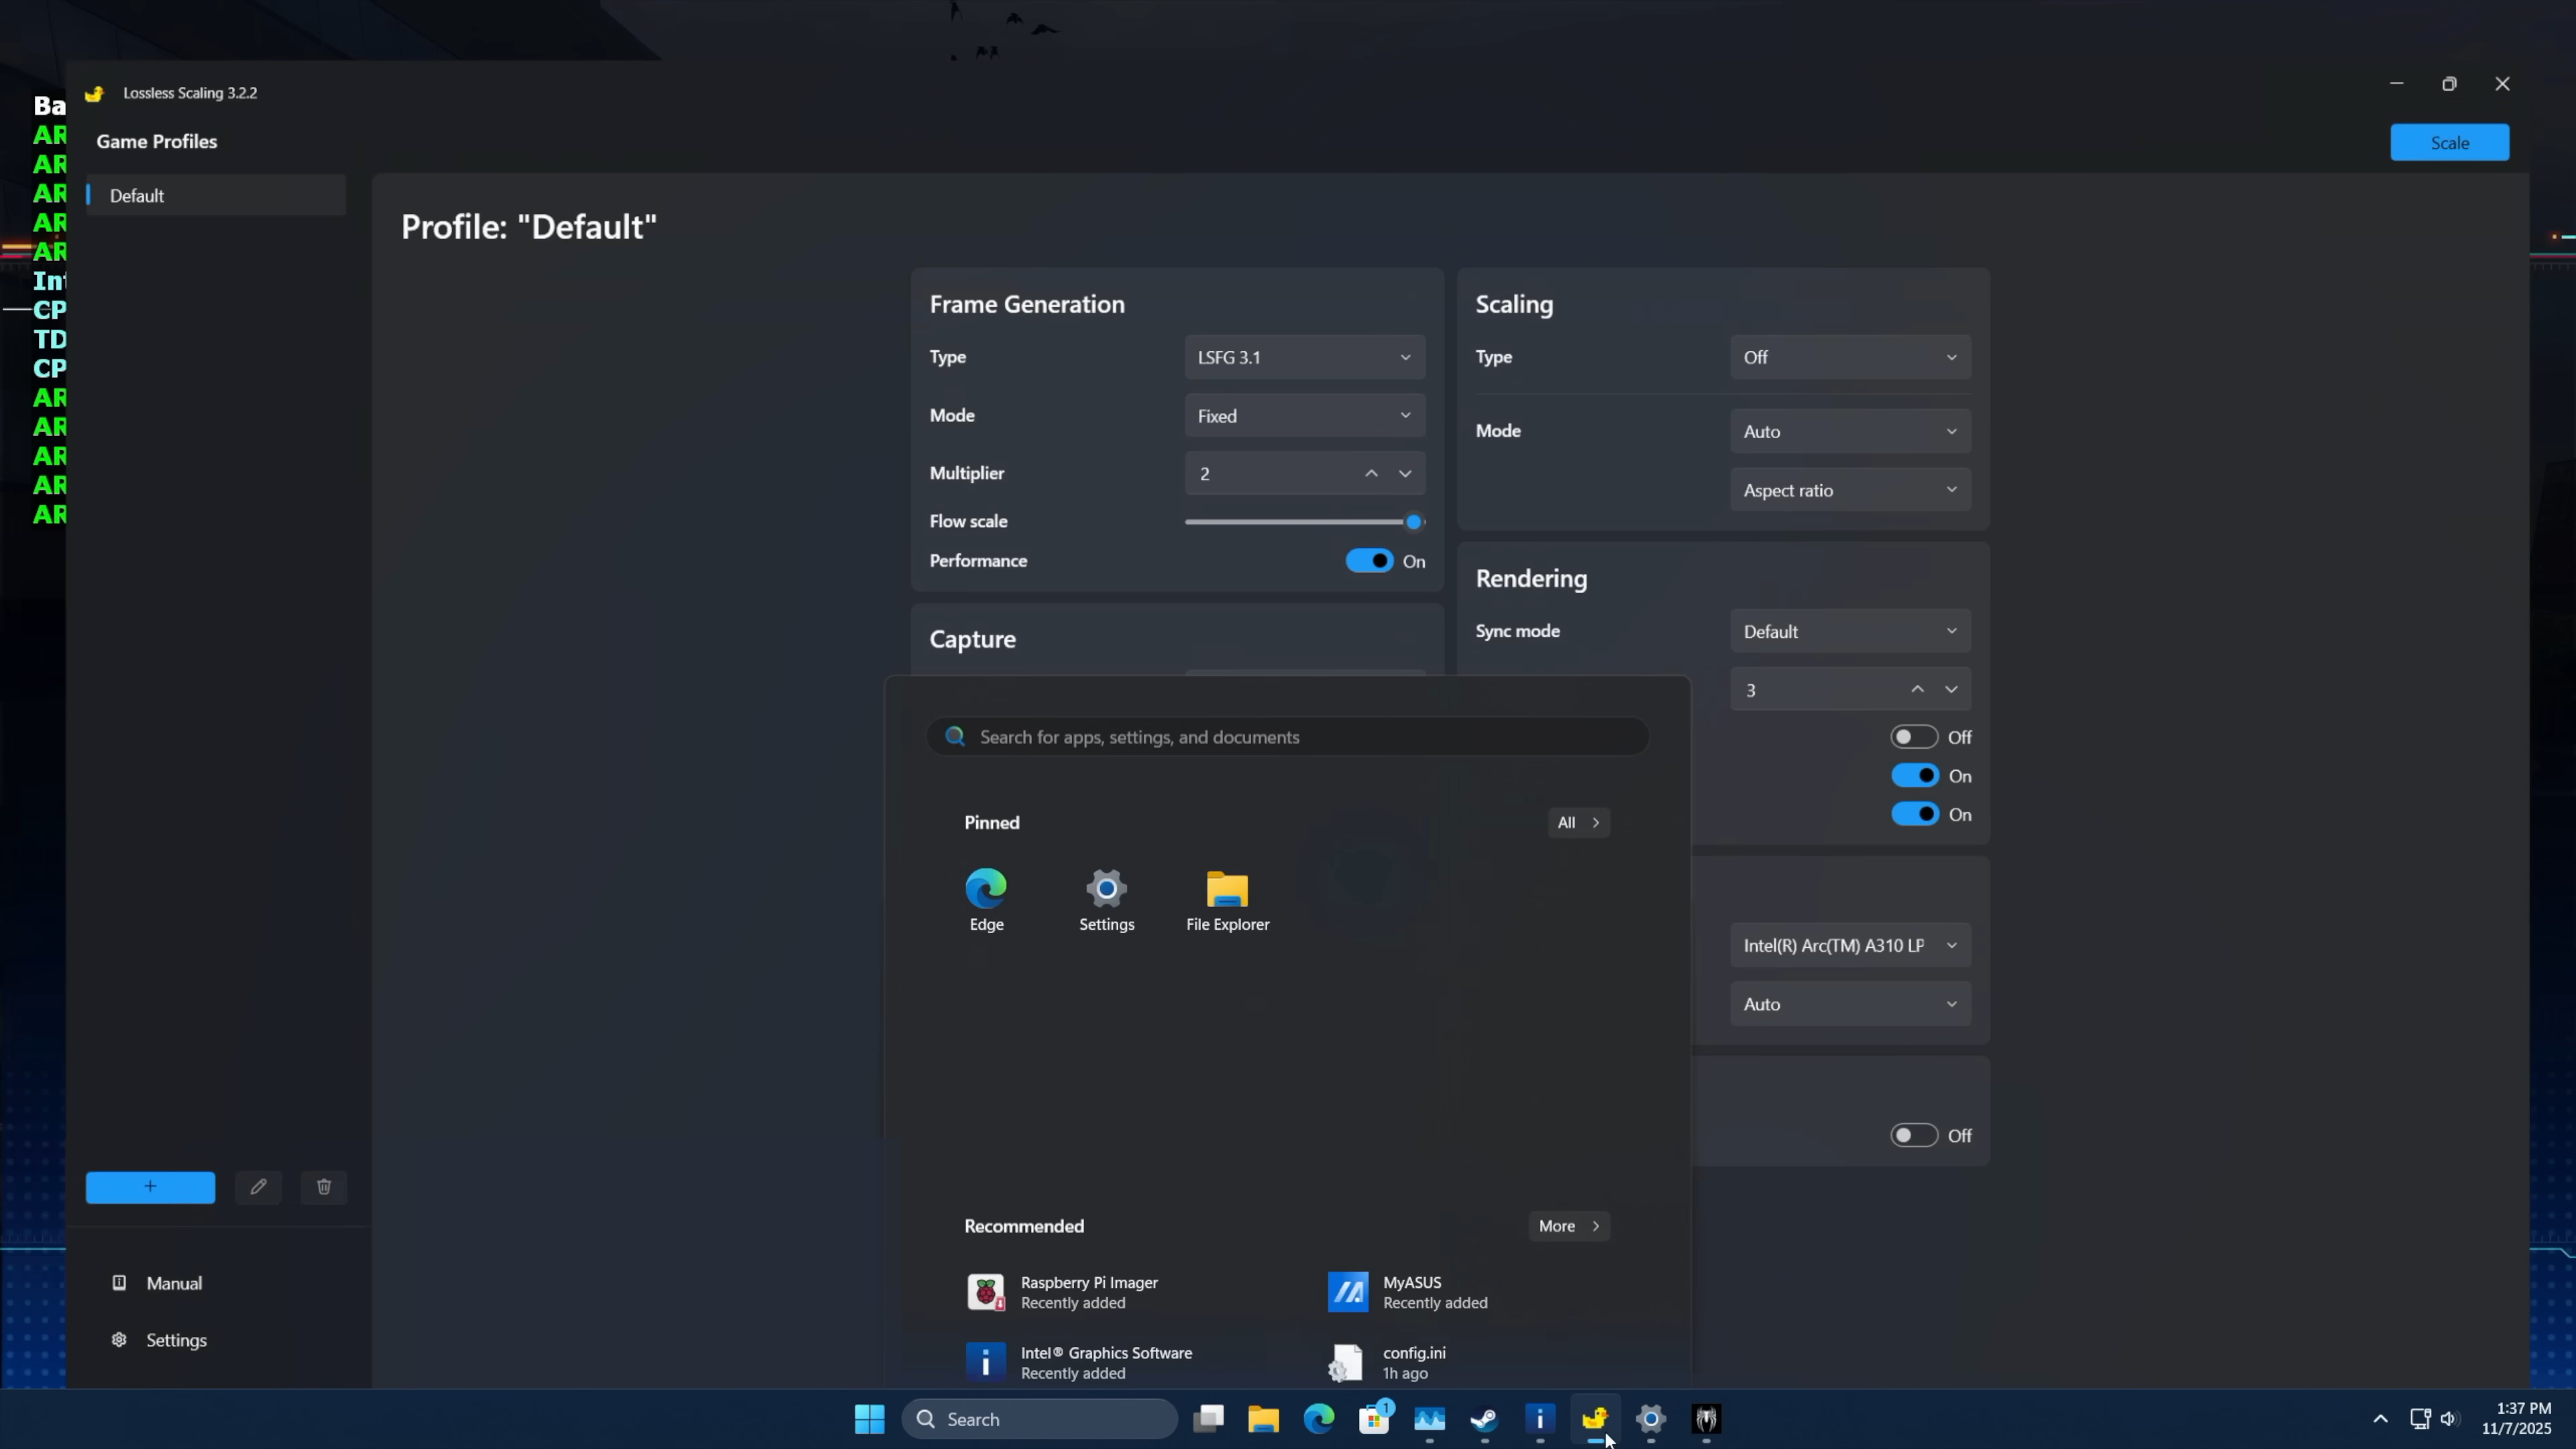 Lossless Scaling 3.2.2
Game Profiles
Scale
Default
Profile: "Default"
Ba
AR
AR
AR
AR
AR
Int
CP
TD
CP
AR
AR
AR
AR
AR
Frame Generation
Type
LSFG 3.1
Mode
Fixed
Multiplier
2
Flow scale
Performance
On
Capture
Scaling
Type
Off
Mode
Auto
Aspect ratio
Rendering
Sync mode
Default
3
Off
On
On
Intel(R) Arc(TM) A310 LP
Auto
Off
Search for apps, settings, and documents
Pinned
All
Edge
Settings
File Explorer
Recommended
More
Raspberry Pi Imager
Recently added
MyASUS
Recently added
Intel® Graphics Software
Recently added
config.ini
1h ago
+
Manual
Settings
Search
1
1:37 PM
11/7/2025